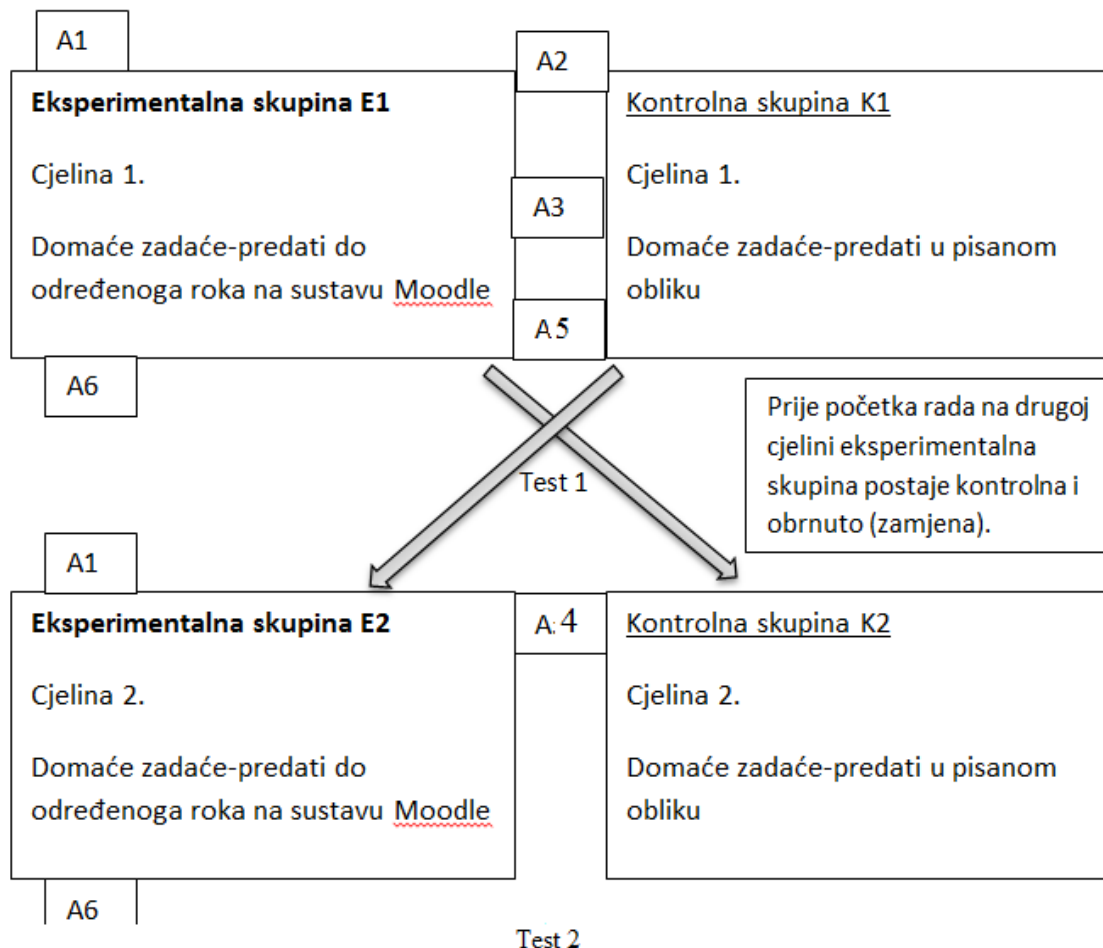 A1
A2
Eksperimentalna skupina E1
Cjelina 1.
Domaće zadaće-predati do
određenoga roka na sustavu Moodle
A3
A5
Kontrolna skupina K1
Cjelina 1.
Domaće zadaće-predati u pisanom
obliku
A6
Test 1
Prije početka rada na drugoj
cjelini eksperimentalna
skupina postaje kontrolna i
obrnuto (zamjena).
A1
Eksperimentalna skupina E2
Cjelina 2.
Domaće zadaće-predati do
određenoga roka na sustavu Moodle
A:4
Kontrolna skupina K2
Cjelina 2.
Domaće zadaće-predati u pisanom
obliku
A6
Test 2